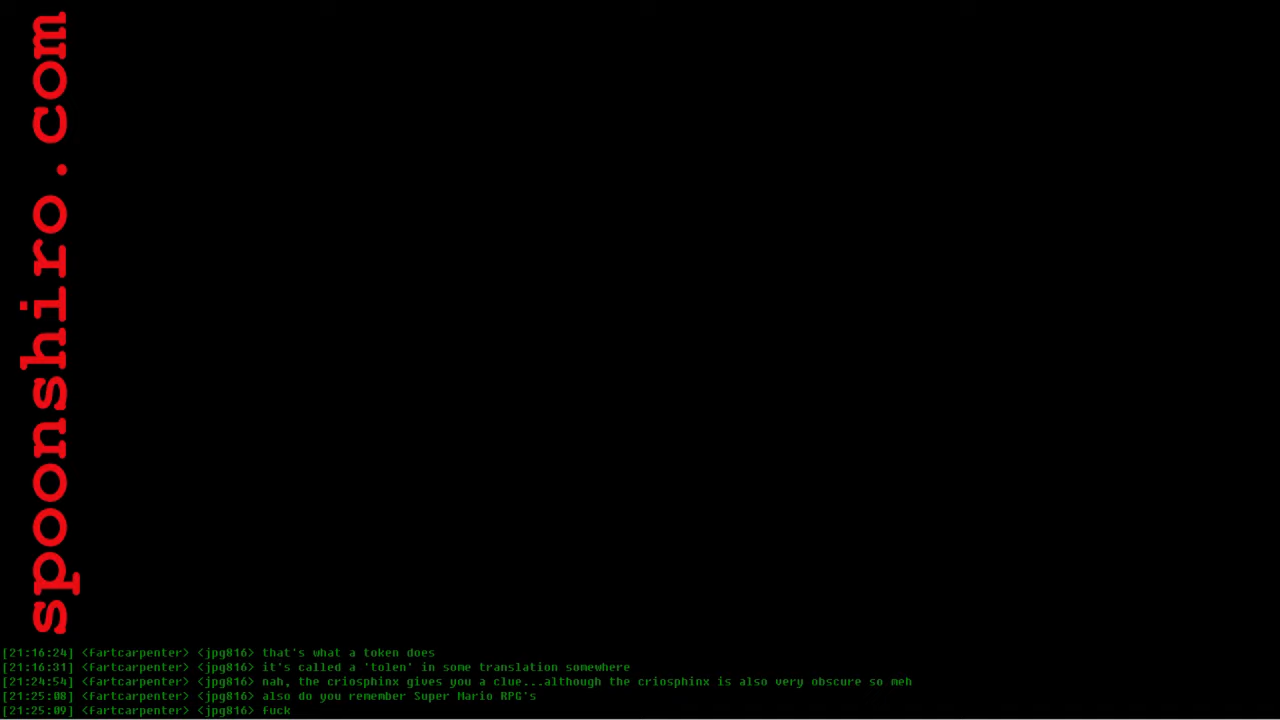 spoonshiro.com
[21:16:24] <fartcarpenter> <jpg816> that's what a token does
[21:16:31] <fartcarpenter> <jpg816> it's called a 'tolen' in some translation somewhere
[21:24:54] <fartcarpenter> <jpg816> nah, the criosphinx gives you a clue...although the criosphinx is also very obscure so meh
[21:25:08] <fartcarpenter> <jpg816> also do you remember Super Mario RPG's
[21:25:09] <fartcarpenter> <jpg816> fuck